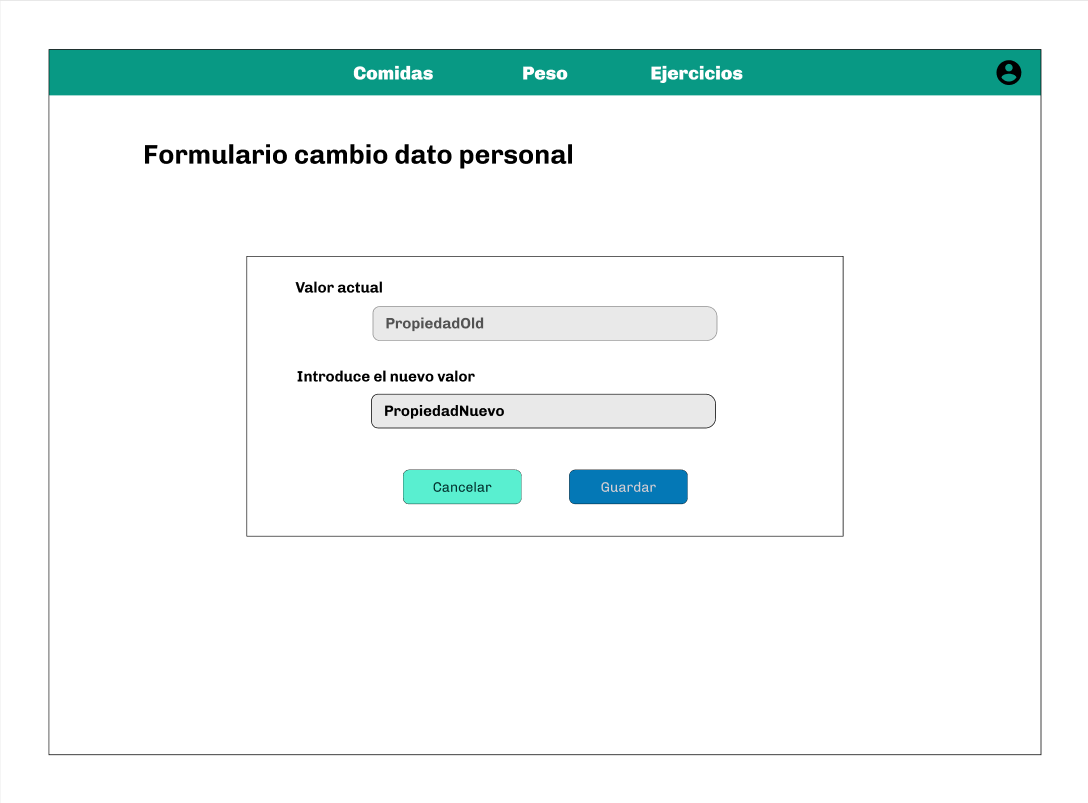 Comidas Peso Ejercicios
Formulario cambio dato personal
Valor actual
PropiedadOld
Introduce el nuevo valor
PropiedadNuevo
Cancelar Guardar